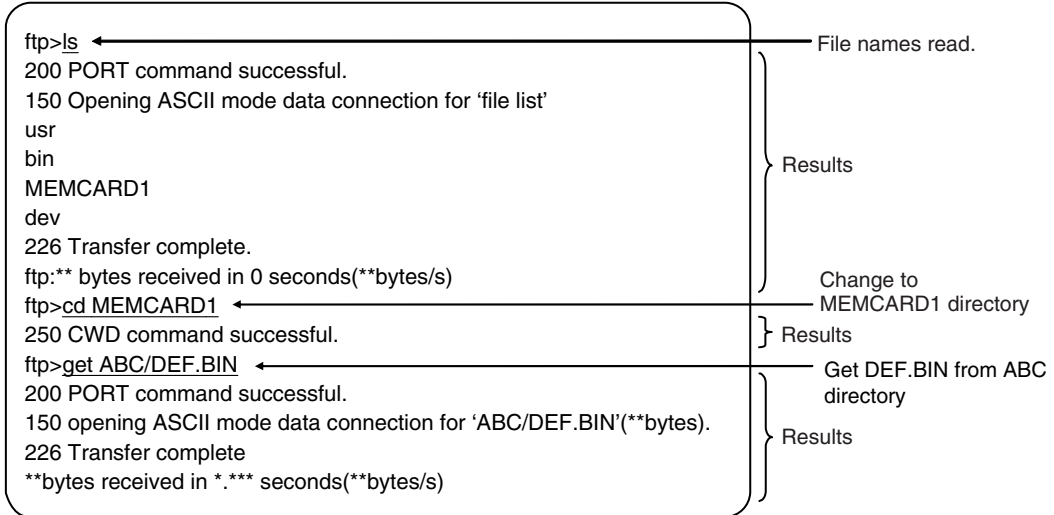 ftp>ls
File names read.
200 PORT command successful.
150 Opening ASCII mode data connection for ‘file list’
usr
bin
MEMCARD1
dev
226 Transfer complete.
ftp:** bytes received in 0 seconds(**bytes/s)
Results
ftp>cd MEMCARD1
Change to
MEMCARD1 directory
250 CWD command successful.
Results
ftp>get ABC/DEF.BIN
Get DEF.BIN from ABC
directory
200 PORT command successful.
150 opening ASCII mode data connection for ‘ABC/DEF.BIN’(**bytes).
226 Transfer complete
**bytes received in *.*** seconds(**bytes/s)
Results